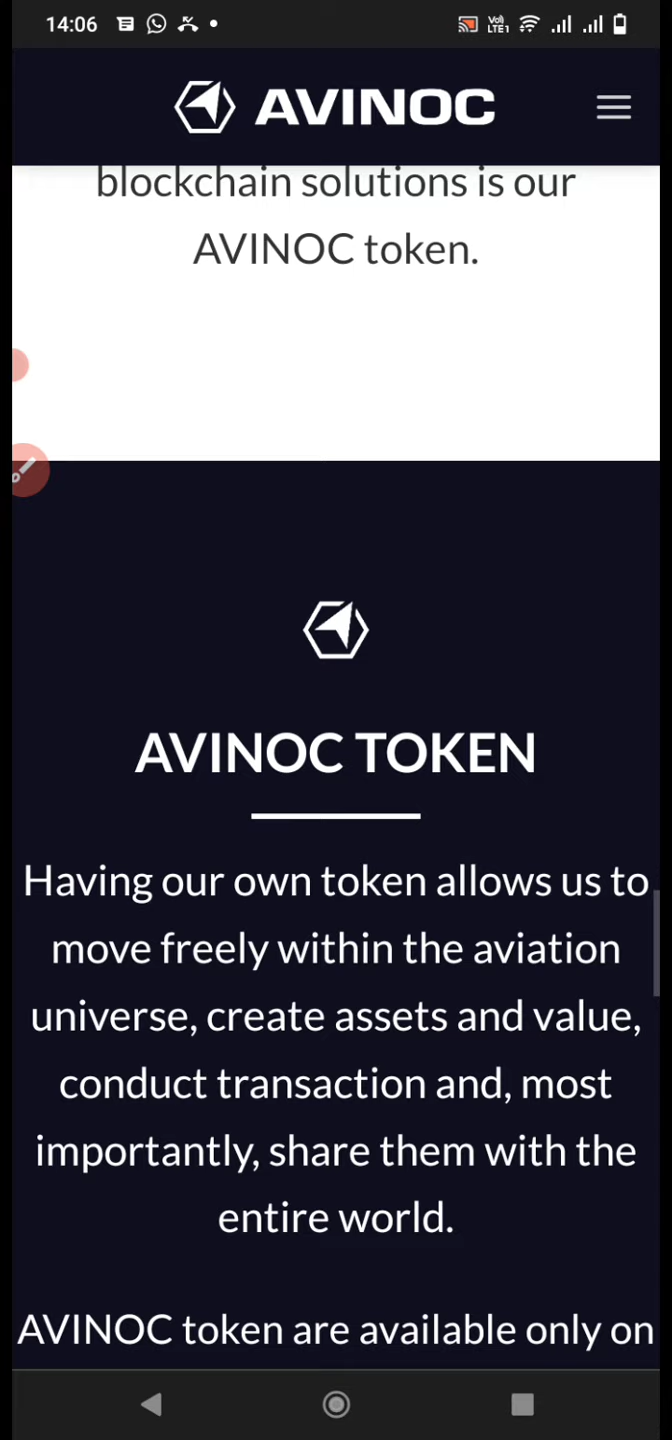 14:06
Vo)
LTE1
AVINOC
blockchain solutions is our
AVINOC token.
AVINOC TOKEN
Having our own token allows us to
move freely within the aviation
universe, create assets and value,
conduct transaction and, most
importantly, share them with the
entire world.
AVINOC token are available only on